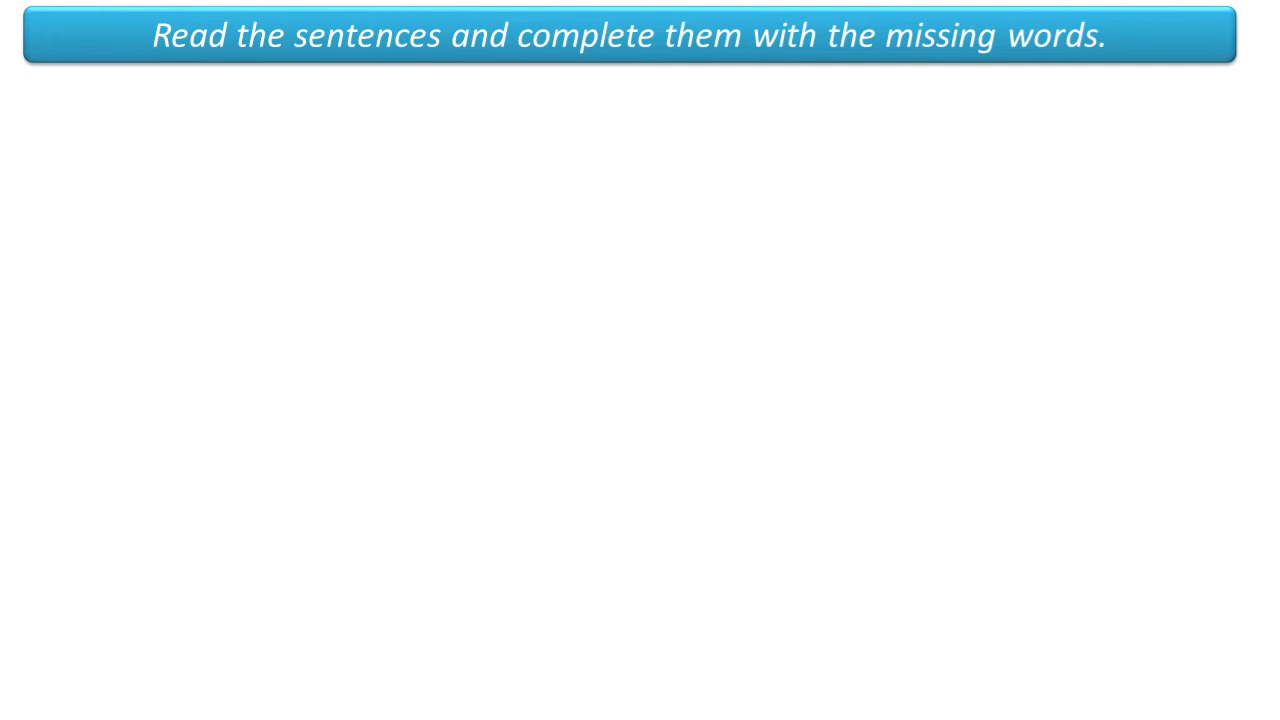 Read the sentences and complete them with the missing words.